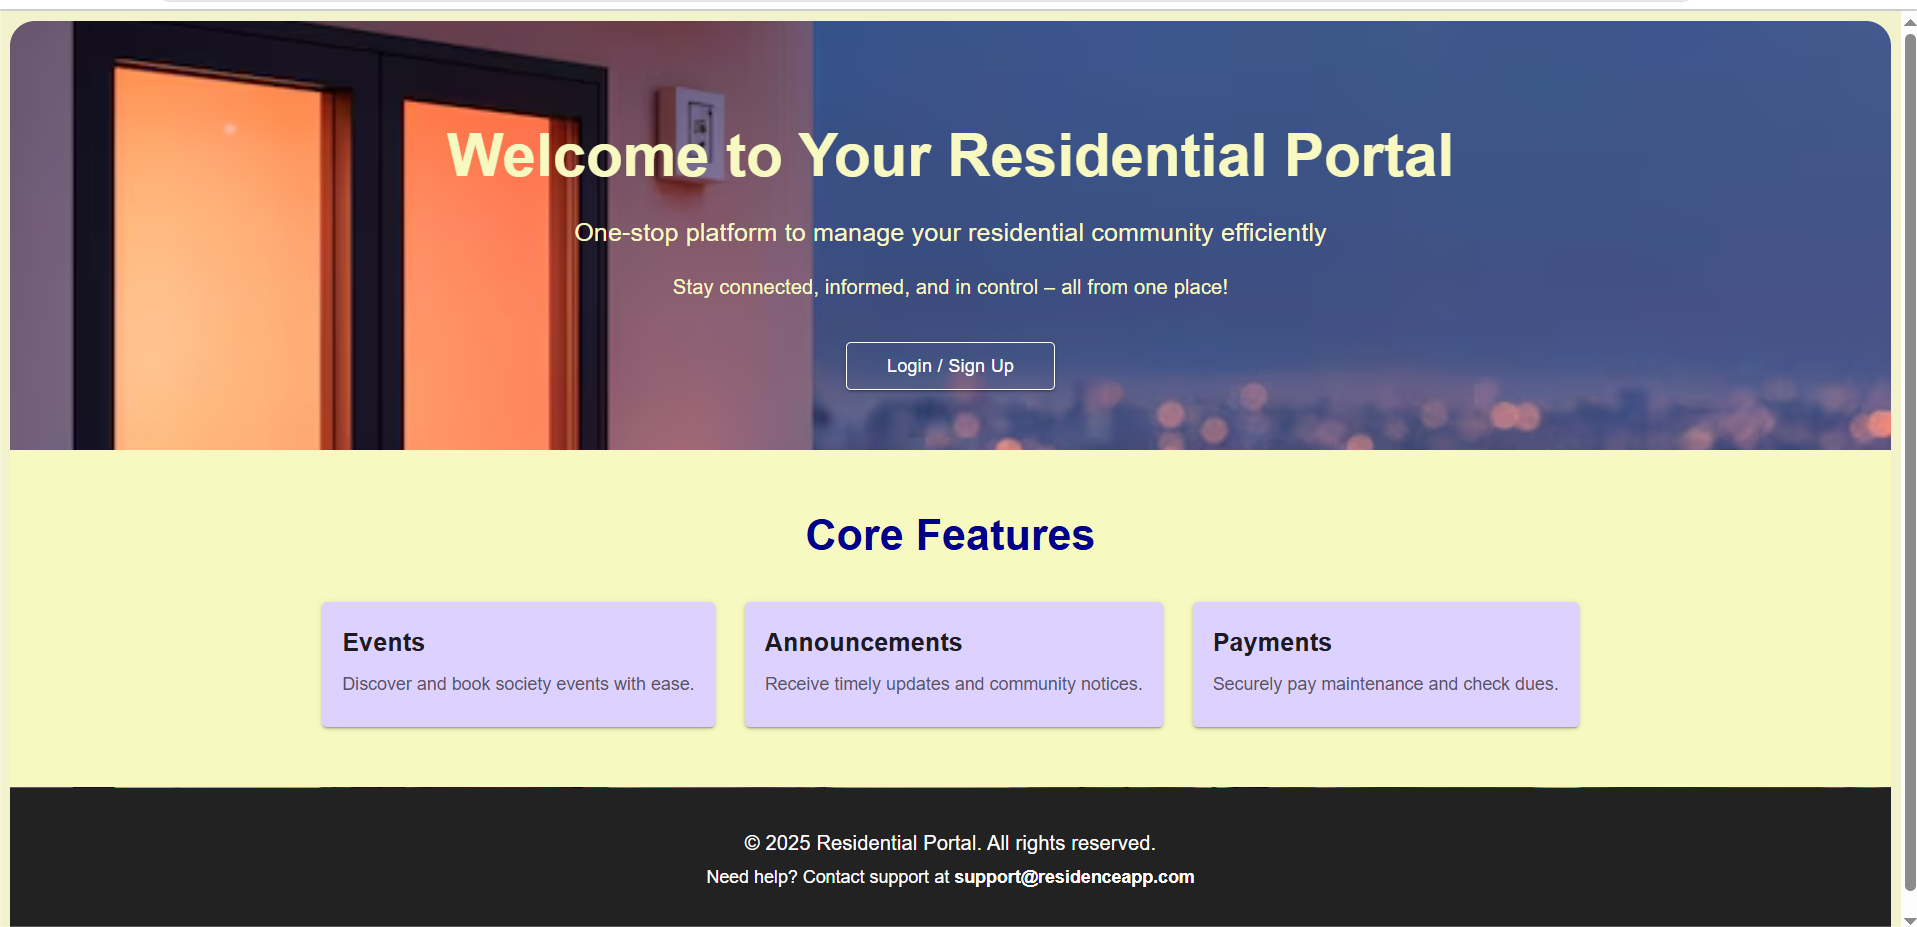 Welcome to Your Residential Portal
One-stop platform to manage your residential community efficiently
Stay connected, informed, and in control – all from one place!
Login / Sign Up
Core Features
Events
Discover and book society events with ease.
Announcements
Receive timely updates and community notices.
Payments
Securely pay maintenance and check dues.
© 2025 Residential Portal. All rights reserved.
Need help? Contact support at support@residenceapp.com